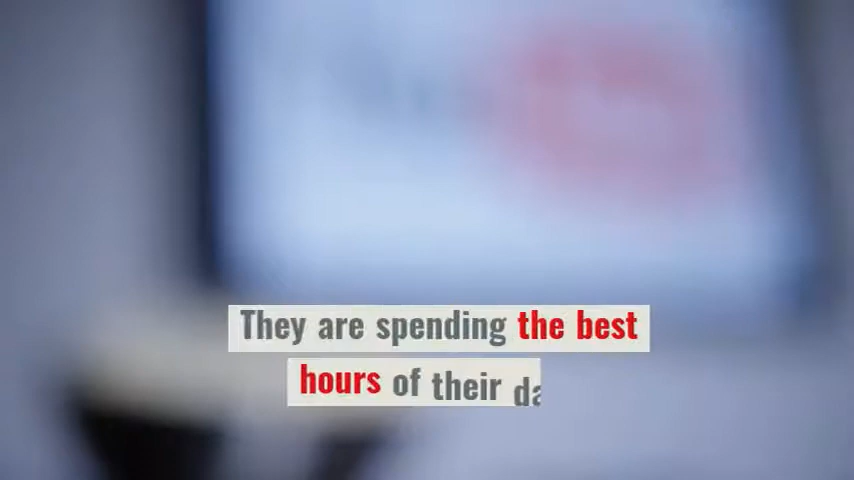 They are spending the best
hours of their da